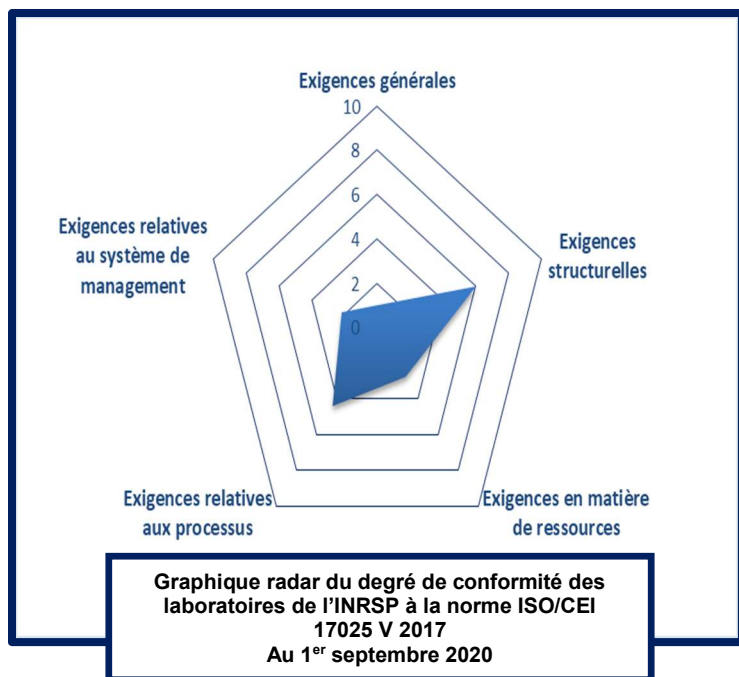 Exigences générales
10
8
6
4
2
0
Exigences
structurelles
Exigences en matière
de ressources
Exigences relatives
aux processus
Exigences relatives
au système de
management
Graphique radar du degré de conformité des
laboratoires de l'INRSP à la norme ISO/CEI
17025 V 2017
Au 1er septembre 2020